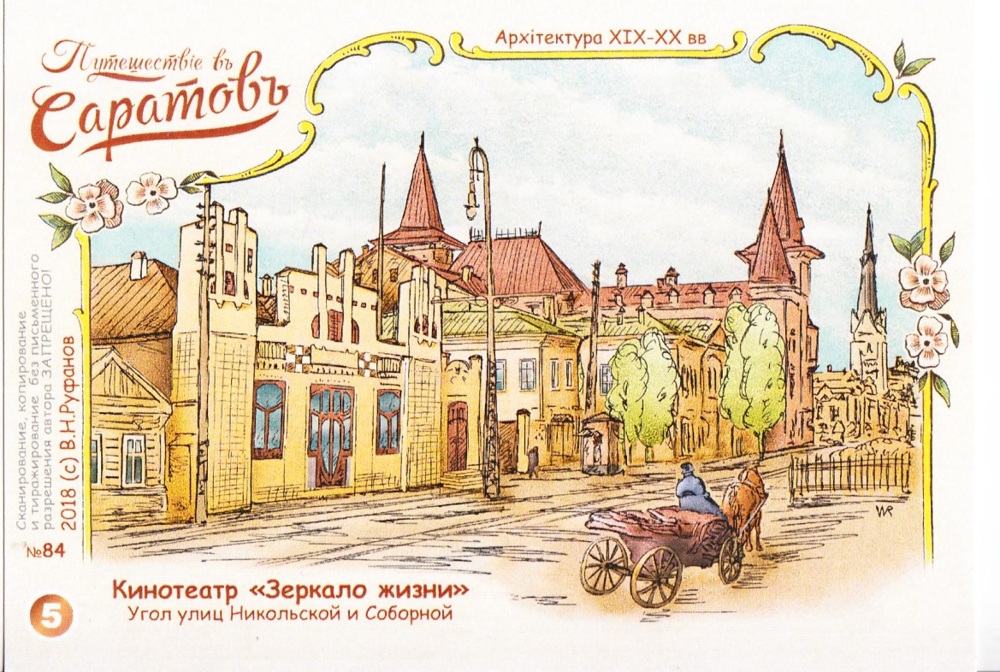 Архітектура XIX-XX вв
Путешествіе въ
Саратовъ
Сканирование, копирование
и тиражирование без письменного
разрешения автора ЗАПРЕЩЕНО!
2018 (с) В.Н.Руфанов
№84
WR
Кинотеатр «Зеркало жизни»
Угол улиц Никольской и Соборной
5